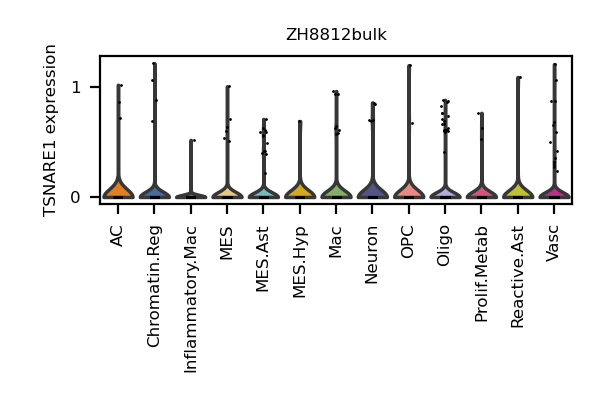 ZH8812bulk
TSNARE1 expression
1
0
AC
Chromatin.Reg
Inflammatory.Mac
MES
MES.Ast
MES.Hyp
Mac
Neuron
OPC
Oligo
Prolif.Metab
Reactive.Ast
Vasc